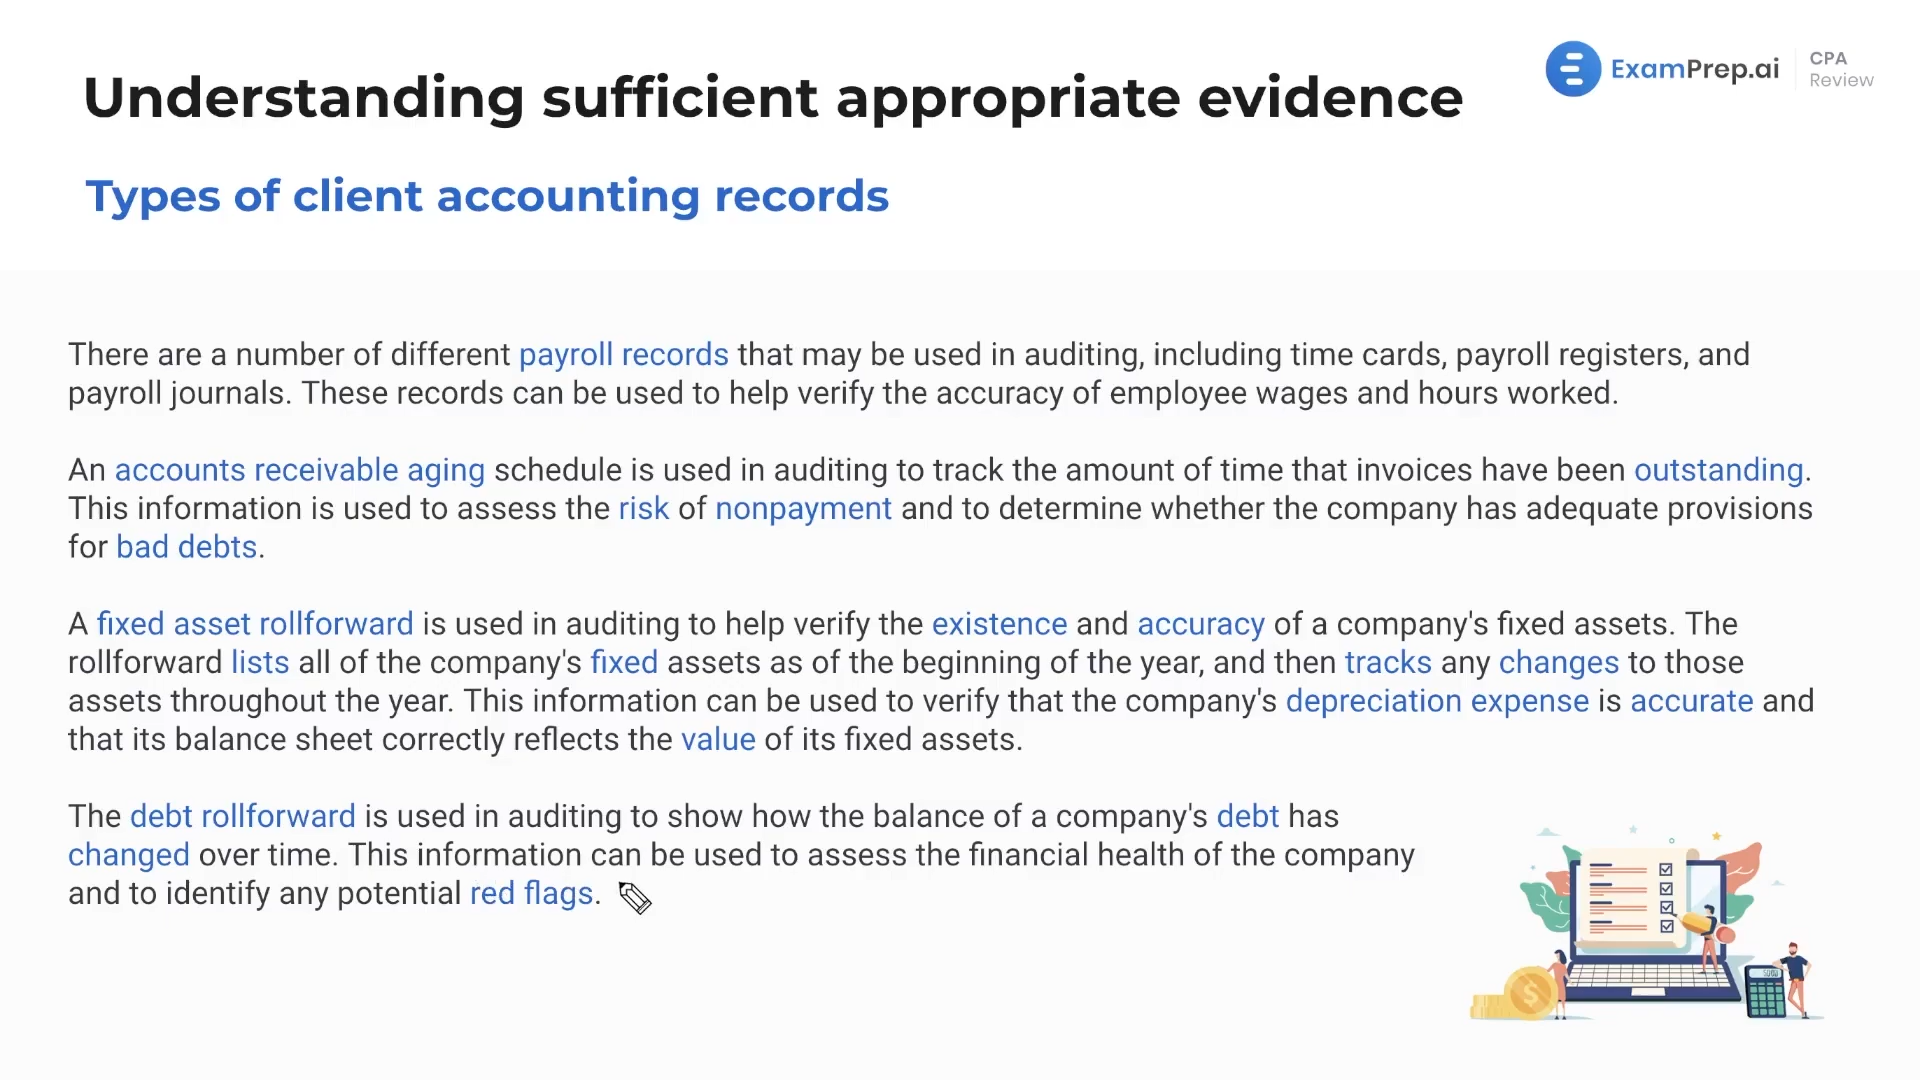 Understanding sufficient appropriate evidence
ExamPrep.ai
CPA
Review
Types of client accounting records
There are a number of different payroll records that may be used in auditing, including time cards, payroll registers, and
payroll journals. These records can be used to help verify the accuracy of employee wages and hours worked.
An accounts receivable aging schedule is used in auditing to track the amount of time that invoices have been outstanding.
This information is used to assess the risk of nonpayment and to determine whether the company has adequate provisions
for bad debts.
A fixed asset rollforward is used in auditing to help verify the existence and accuracy of a company's fixed assets. The
rollforward lists all of the company's fixed assets as of the beginning of the year, and then tracks any changes to those
assets throughout the year. This information can be used to verify that the company's depreciation expense is accurate and
that its balance sheet correctly reflects the value of its fixed assets.
The debt rollforward is used in auditing to show how the balance of a company's debt has
changed over time. This information can be used to assess the financial health of the company
and to identify any potential red flags.